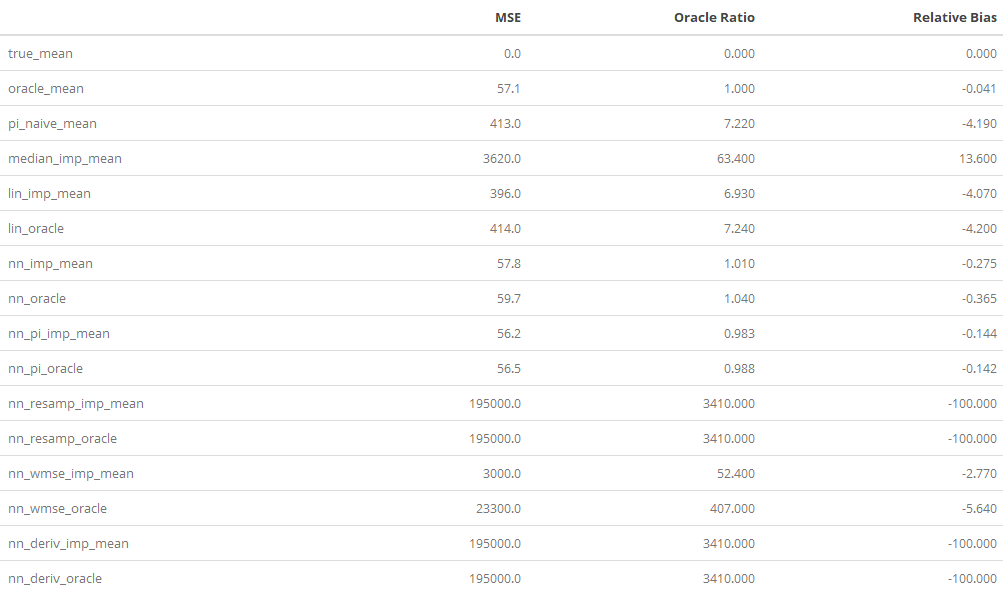 MSE Oracle Ratio Relative Bias
true_mean 0.0 0.000 0.000
oracle_mean 57.1 1.000 -0.041
pi_naive_mean 413.0 7.220 -4.190
median_imp_mean 3620.0 63.400 13.600
lin_imp_mean 396.0 6.930 -4.070
lin_oracle 414.0 7.240 -4.200
nn_imp_mean 57.8 1.010 -0.275
nn_oracle 59.7 1.040 -0.365
nn_pi_imp_mean 56.2 0.983 -0.144
nn_pi_oracle 56.5 0.988 -0.142
nn_resamp_imp_mean 195000.0 3410.000 -100.000
nn_resamp_oracle 195000.0 3410.000 -100.000
nn_wmse_imp_mean 3000.0 52.400 -2.770
nn_wmse_oracle 23300.0 407.000 -5.640
nn_deriv_imp_mean 195000.0 3410.000 -100.000
nn_deriv_oracle 195000.0 3410.000 -100.000